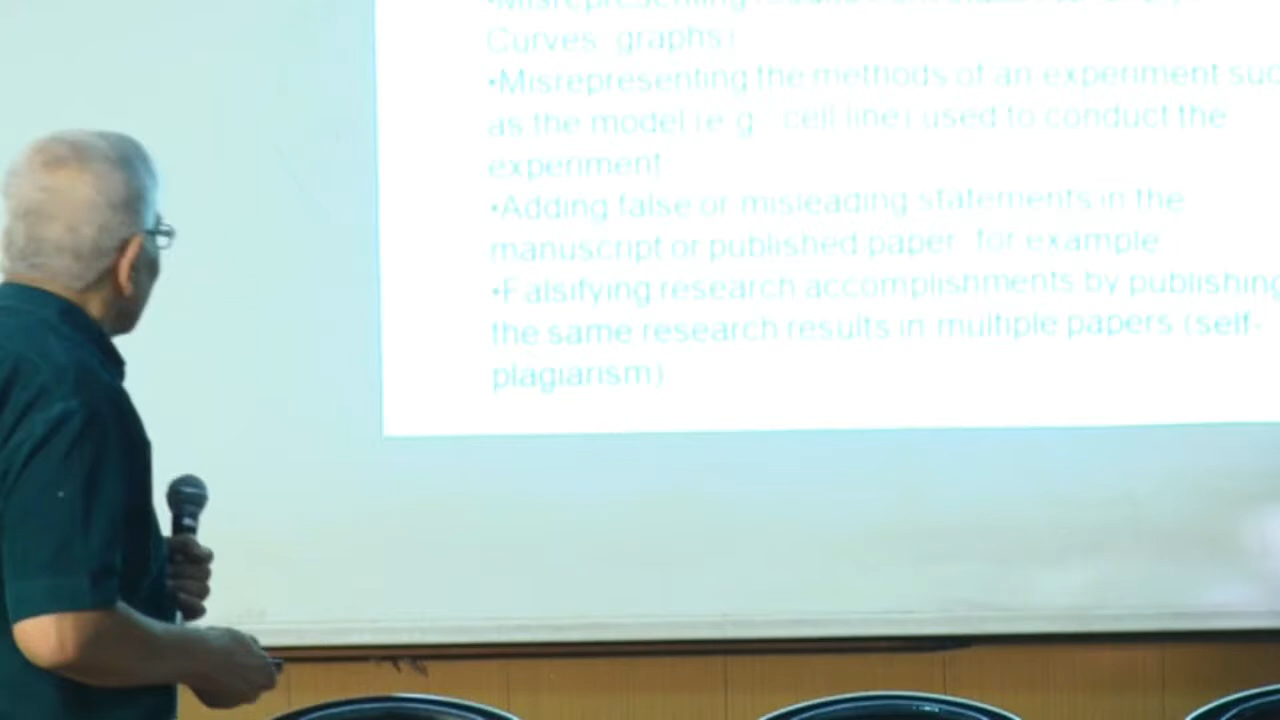 •Misrepresenting results
Curves, graphs)
•Misrepresenting the methods of an experiment suc
as the model (e.g., cell line) used to conduct the
experiment
•Adding false or misleading statements in the
manuscript or published paper, for example
•Falsifying research accomplishments by publishing
the same research results in multiple papers (self-
plagiarism)